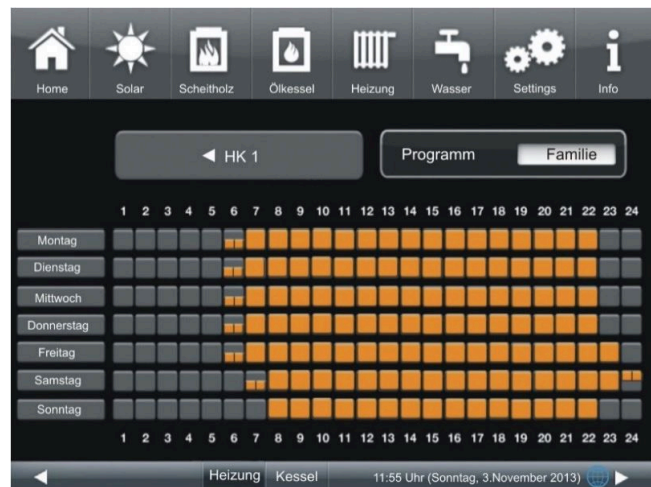 Home Solar Scheitholz Ölkessel Heizung Wasser Settings Info
◀ HK 1 Programm Familie
1 2 3 4 5 6 7 8 9 10 11 12 13 14 15 16 17 18 19 20 21 22 23 24
Montag
Dienstag
Mittwoch
Donnerstag
Freitag
Samstag
Sonntag
1 2 3 4 5 6 7 8 9 10 11 12 13 14 15 16 17 18 19 20 21 22 23 24
Heizung Kessel 11:55 Uhr (Sonntag, 3.November 2013)